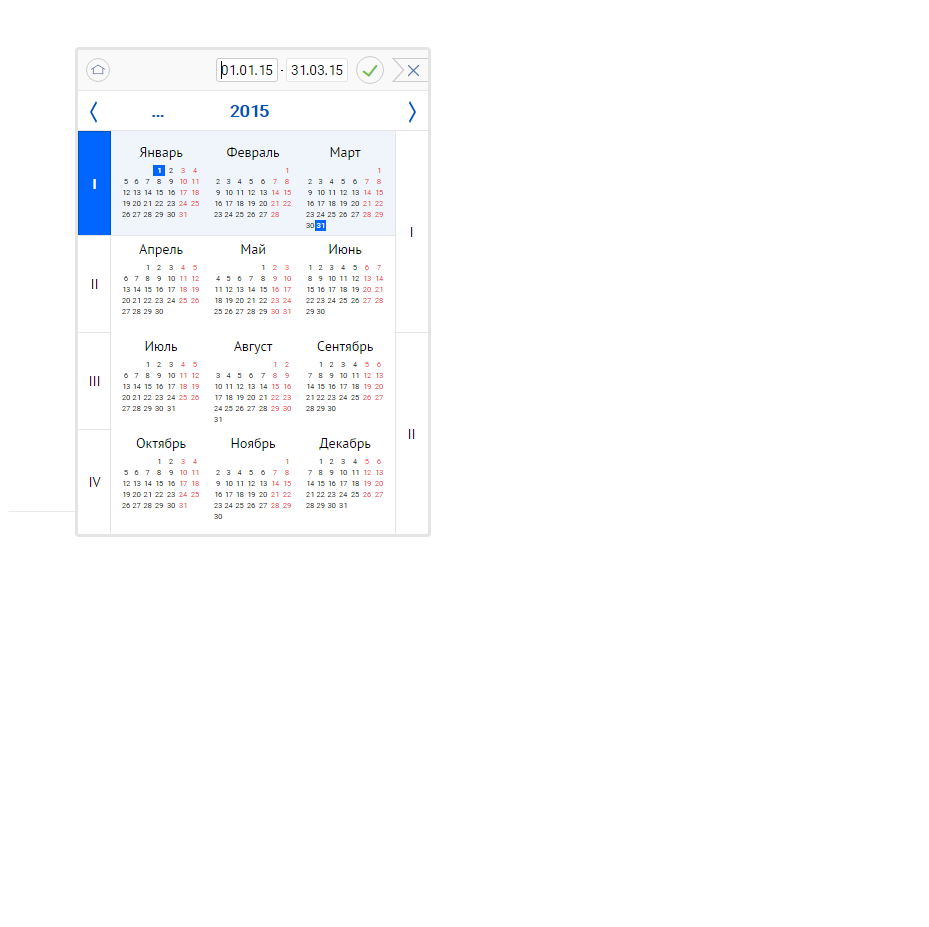 01.01.15 - 31.03.15
... 2015
I
Январь Февраль Март
1 2 3 4 1 1
5 6 7 8 9 10 11 2 3 4 5 6 7 8 2 3 4 5 6 7 8
12 13 14 15 16 17 18 9 10 11 12 13 14 15 9 10 11 12 13 14 15
19 20 21 22 23 24 25 16 17 18 19 20 21 22 16 17 18 19 20 21 22
26 27 28 29 30 31 23 24 25 26 27 28 23 24 25 26 27 28 29
30 31
I
II
Апрель Май Июнь
1 2 3 4 5 1 2 3 1 2 3 4 5 6 7
6 7 8 9 10 11 12 4 5 6 7 8 9 10 8 9 10 11 12 13 14
13 14 15 16 17 18 19 11 12 13 14 15 16 17 15 16 17 18 19 20 21
20 21 22 23 24 25 26 18 19 20 21 22 23 24 22 23 24 25 26 27 28
27 28 29 30 25 26 27 28 29 30 31 29 30
III
Июль Август Сентябрь
1 2 3 4 5 1 2 1 2 3 4 5 6
6 7 8 9 10 11 12 3 4 5 6 7 8 9 7 8 9 10 11 12 13
13 14 15 16 17 18 19 10 11 12 13 14 15 16 14 15 16 17 18 19 20
20 21 22 23 24 25 26 17 18 19 20 21 22 23 21 22 23 24 25 26 27
27 28 29 30 31 24 25 26 27 28 29 30 28 29 30
31
II
IV
Октябрь Ноябрь Декабрь
1 2 3 4 1 1 2 3 4 5 6
5 6 7 8 9 10 11 2 3 4 5 6 7 8 7 8 9 10 11 12 13
12 13 14 15 16 17 18 9 10 11 12 13 14 15 14 15 16 17 18 19 20
19 20 21 22 23 24 25 16 17 18 19 20 21 22 21 22 23 24 25 26 27
26 27 28 29 30 31 23 24 25 26 27 28 29 28 29 30 31
30